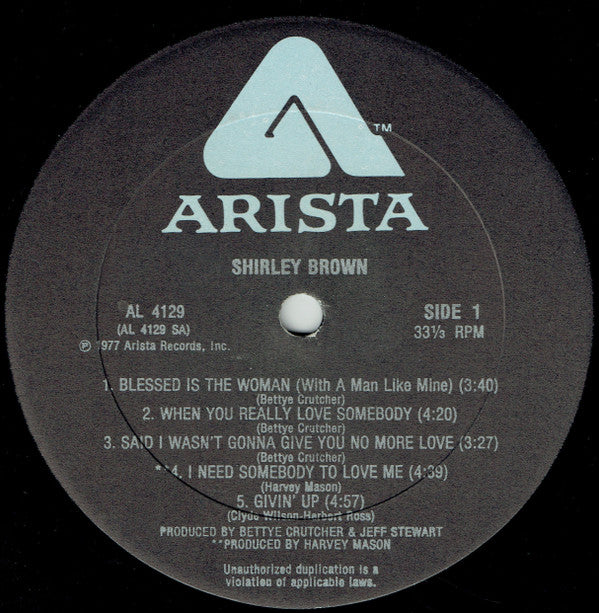 TM
ARISTA
SHIRLEY BROWN
AL 4129
(AL 4129 SA)
Ⓟ 1977 Arista Records, Inc.
SIDE 1
33⅓ RPM
1. BLESSED IS THE WOMAN (With A Man Like Mine) (3:40)
(Bettye Crutcher)
2. WHEN YOU REALLY LOVE SOMEBODY (4:20)
(Bettye Crutcher)
3. SAID I WASN'T GONNA GIVE YOU NO MORE LOVE (3:27)
(Bettye Crutcher)
**4. I NEED SOMEBODY TO LOVE ME (4:39)
(Harvey Mason)
5. GIVIN' UP (4:57)
(Clyde Wilson-Herbert Ross)
PRODUCED BY BETTYE CRUTCHER & JEFF STEWART
**PRODUCED BY HARVEY MASON
Unauthorized duplication is a
violation of applicable laws.